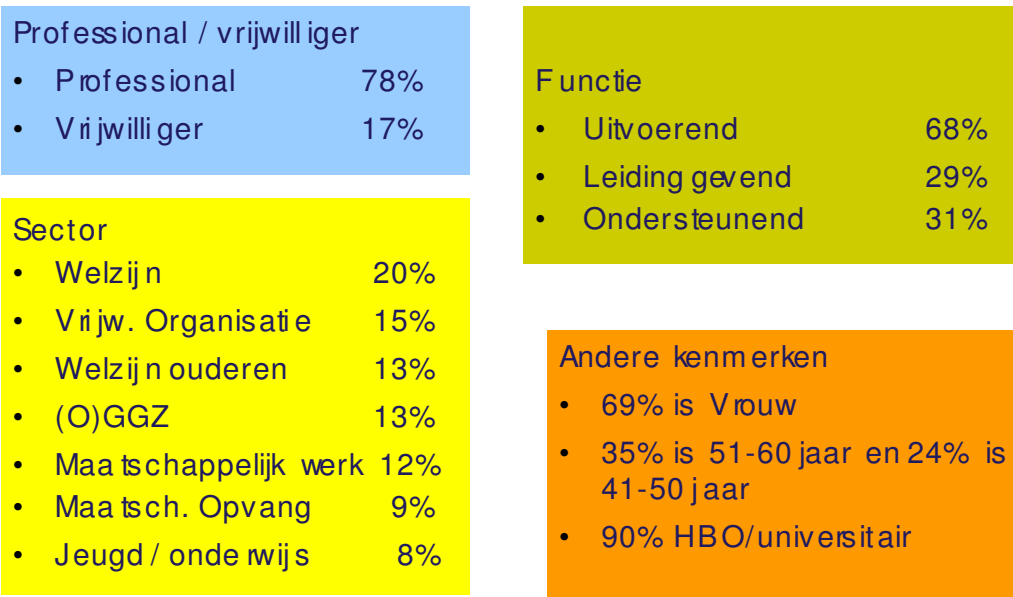 Professional / vrijwilliger
• Professional 78%
• Vrijwilliger 17%
Sector
• Welzijn 20%
• Vrijw. Organisatie 15%
• Welzijn ouderen 13%
• (O)GGZ 13%
• Maatschappelijk werk 12%
• Maatsch. Opvang 9%
• Jeugd / onderwijs 8%
Functie
• Uitvoerend 68%
• Leiding gevend 29%
• Ondersteunend 31%
Andere kenmerken
• 69% is Vrouw
• 35% is 51-60 jaar en 24% is
41-50 jaar
• 90% HBO/universitair